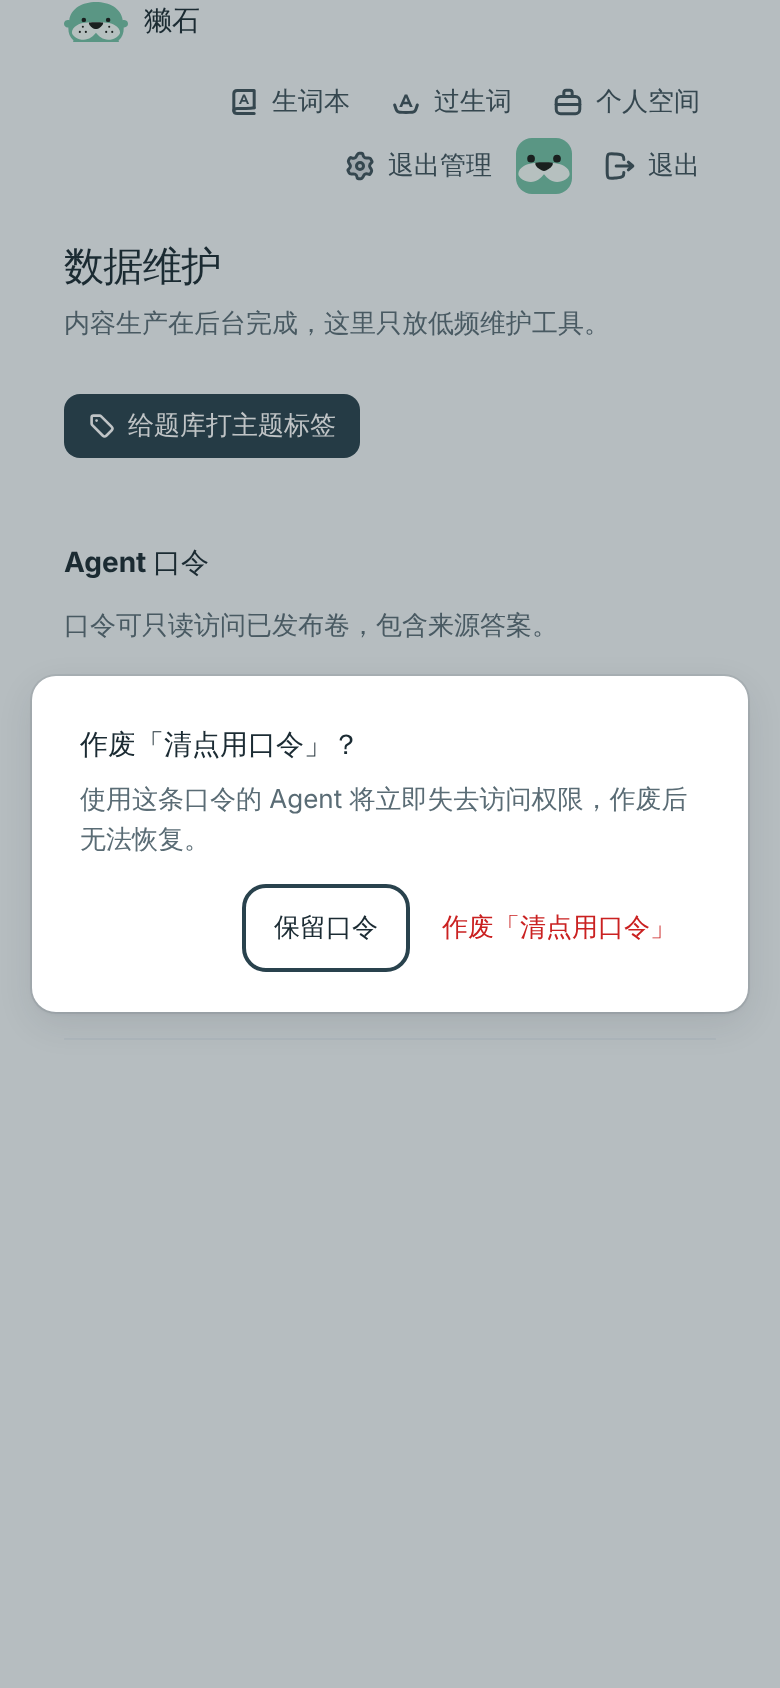 獭石
生词本
过生词
个人空间
退出管理
退出
数据维护
内容生产在后台完成，这里只放低频维护工具。
给题库打主题标签
Agent 口令
口令可只读访问已发布卷，包含来源答案。
作废「清点用口令」？
使用这条口令的 Agent 将立即失去访问权限，作废后
无法恢复。
保留口令
作废「清点用口令」